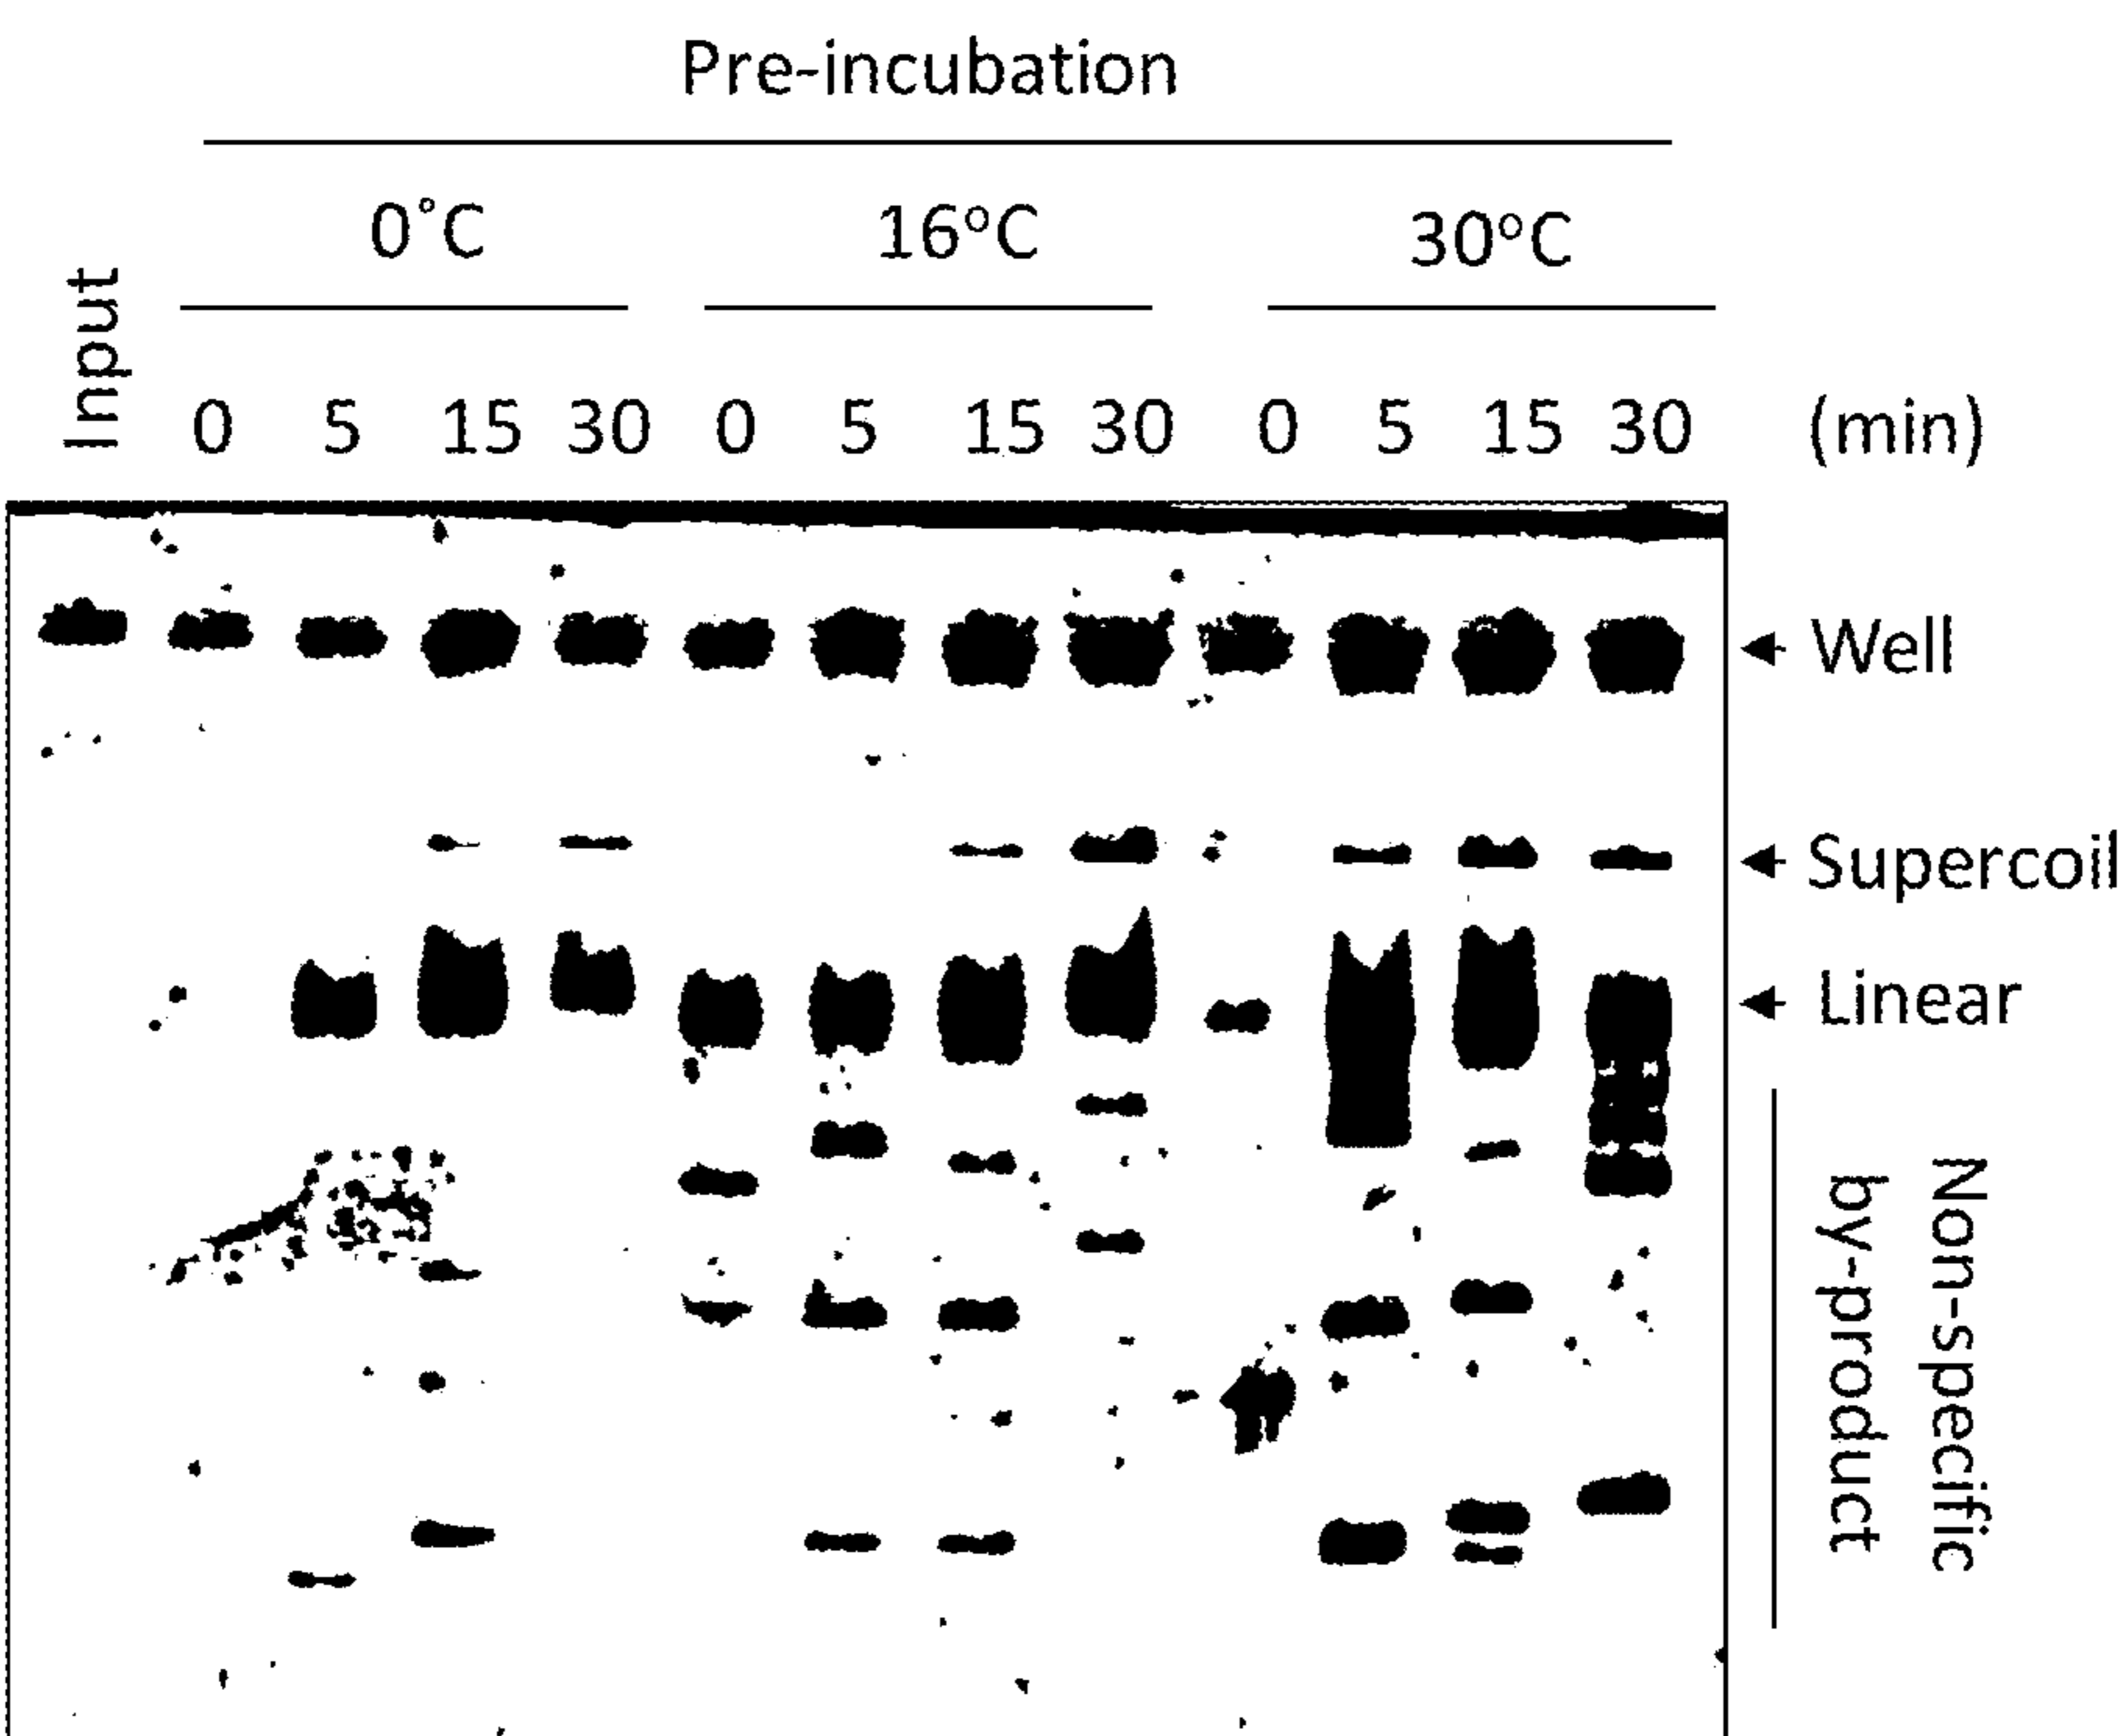 Pre-incubation
0°C 16°C 30°C
Input
0 5 15 30 0 5 15 30 0 5 15 30 (min)
Well
Supercoil
Linear
Non-specific
by-product